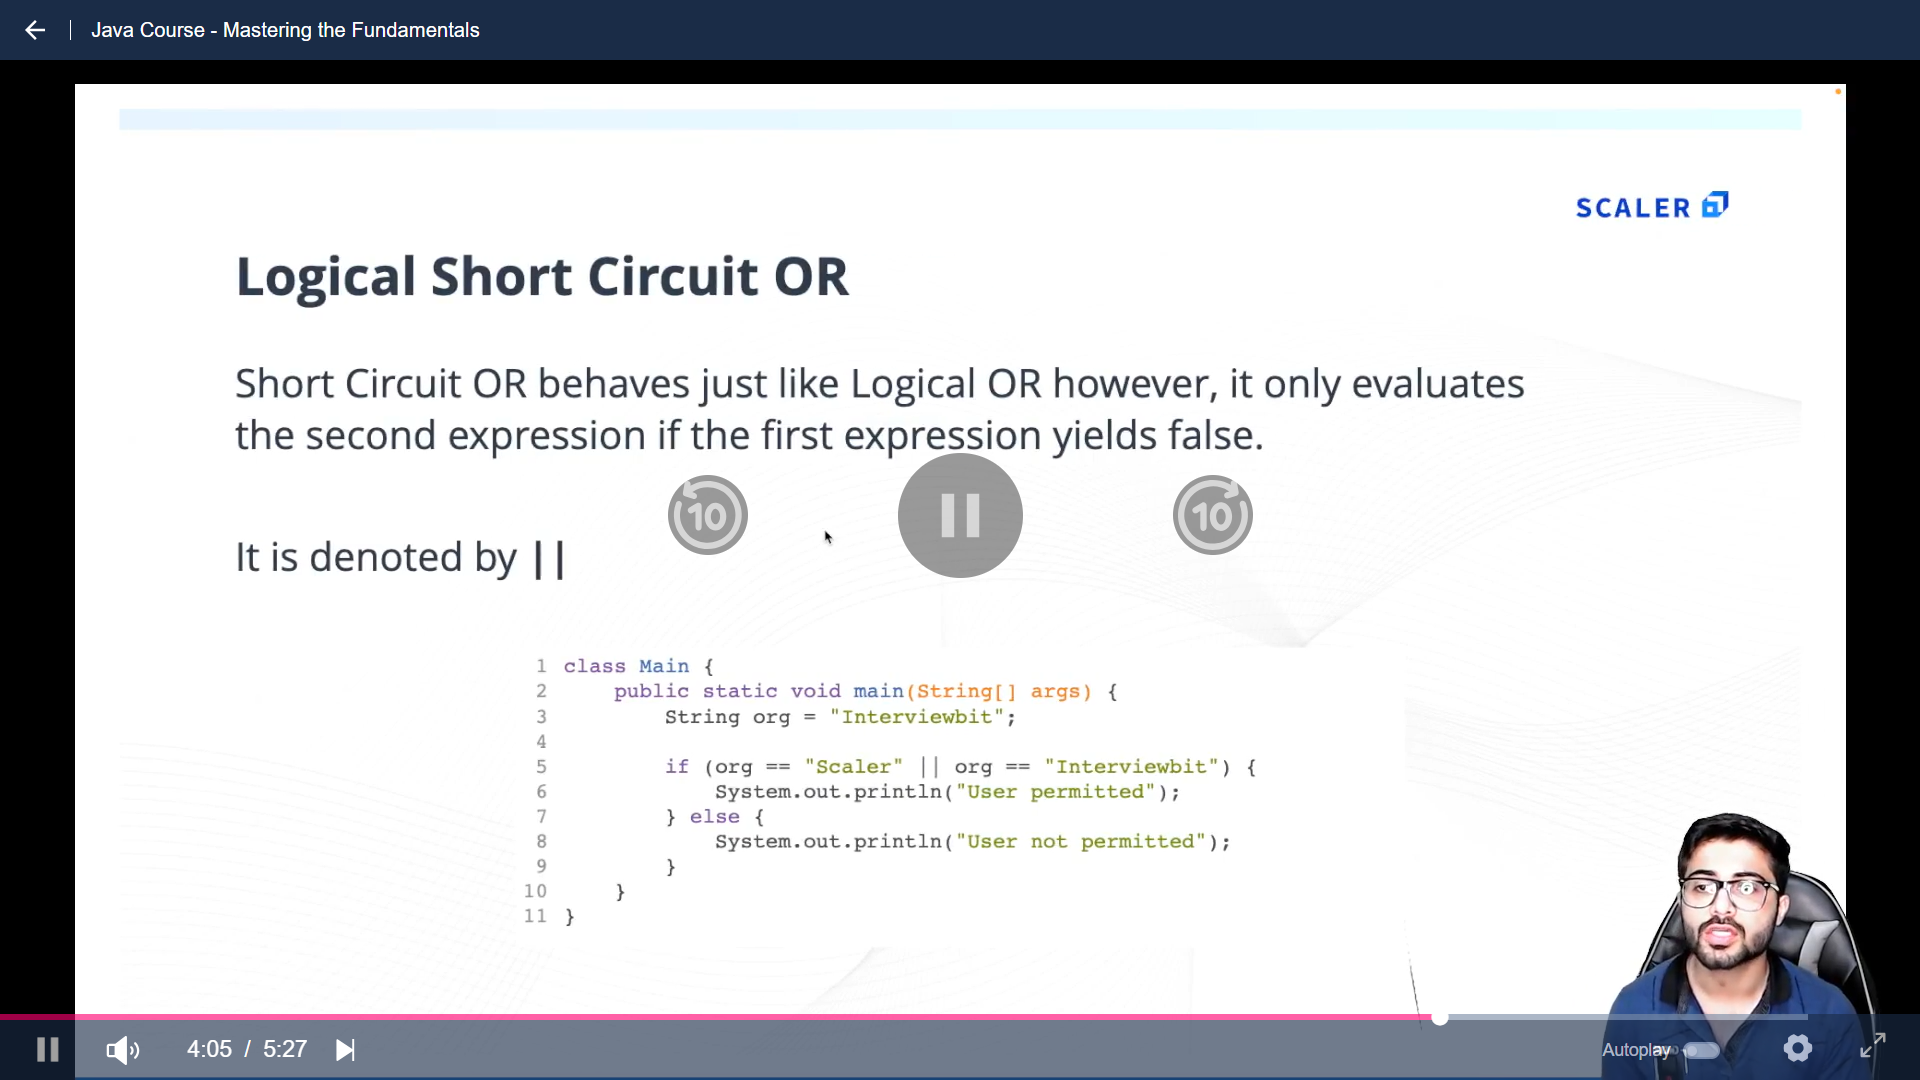 Java Course - Mastering the Fundamentals
SCALER
Logical Short Circuit OR
Short Circuit OR behaves just like Logical OR however, it only evaluates
the second expression if the first expression yields false.
10
10
It is denoted by ||
1 class Main {
2 public static void main(String[] args) {
3 String org = "Interviewbit";
4
5 if (org == "Scaler" || org == "Interviewbit") {
6 System.out.println("User permitted");
7 } else {
8 System.out.println("User not permitted");
9 }
10 }
11 }
4:05 / 5:27
Autoplay